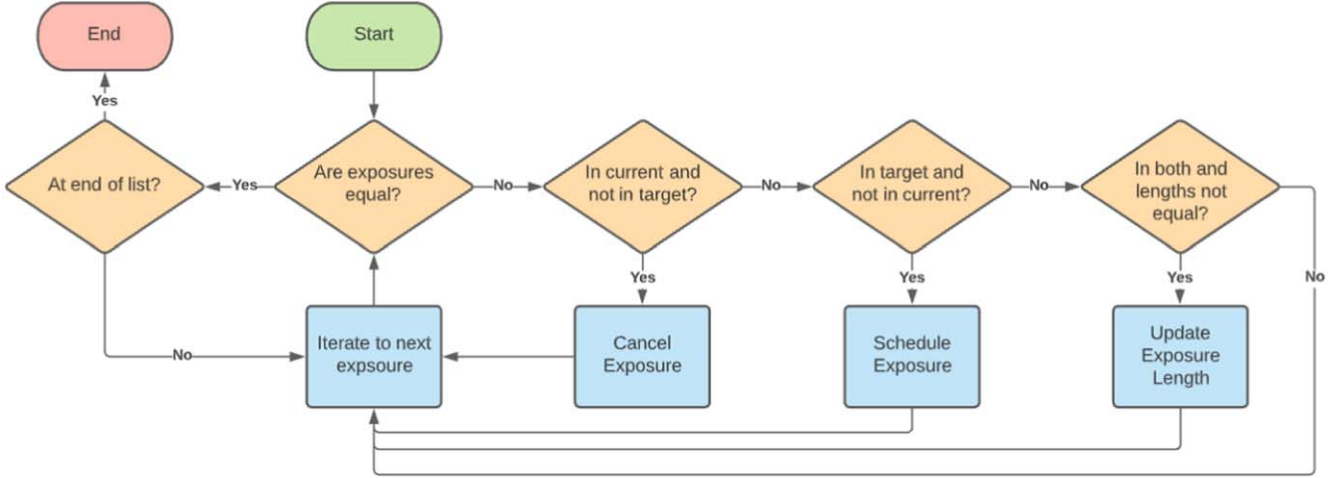 End
Start
Yes
At end of list?
Yes
Are exposures
equal?
No
In current and
not in target?
No
In target and
not in current?
No
In both and
lengths not
equal?
Yes
Yes
Yes
No
No
Iterate to next
expsoure
Cancel
Exposure
Schedule
Exposure
Update
Exposure
Length